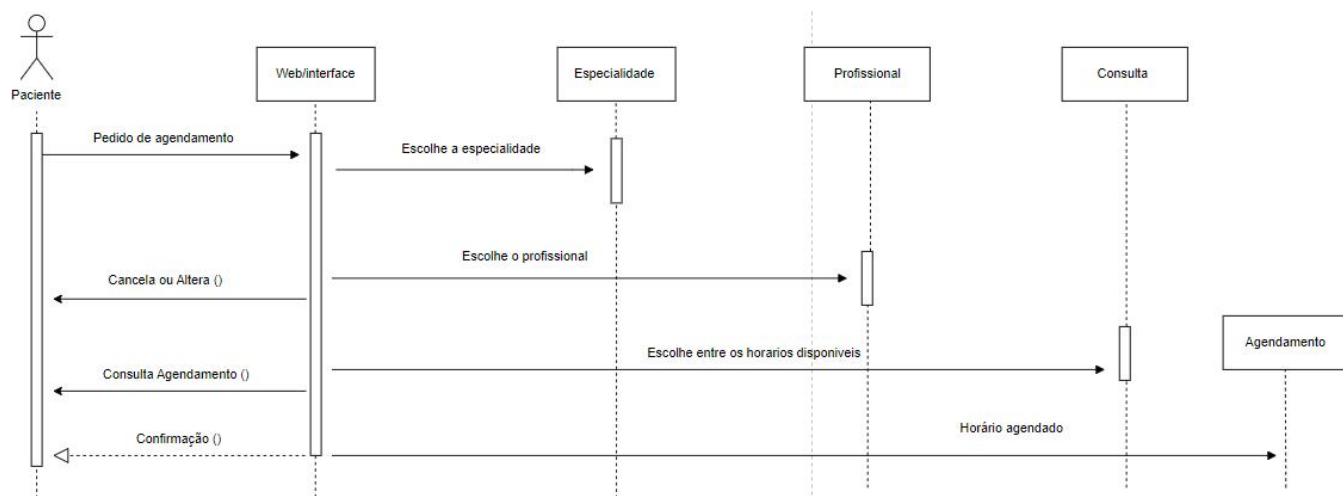 Paciente
Web/interface
Especialidade
Profissional
Consulta
Pedido de agendamento
Escolhe a especialidade
Escolhe o profissional
Cancela ou Altera ()
Agendamento
Escolhe entre os horarios disponiveis
Consulta Agendamento ()
Horário agendado
Confirmação ()